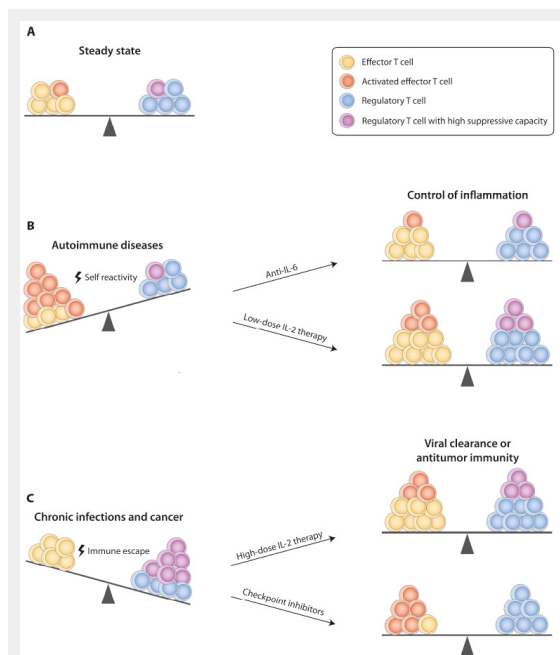 A
Steady state
Effector T cell
Activated effector T cell
Regulatory T cell
Regulatory T cell with high suppressive capacity
Control of inflammation
B
Autoimmune diseases
Self reactivity
Anti-IL-6
Low-dose IL-2 therapy
Viral clearance or
antitumor immunity
C
Chronic infections and cancer
Immune escape
High-dose IL-2 therapy
Checkpoint inhibitors